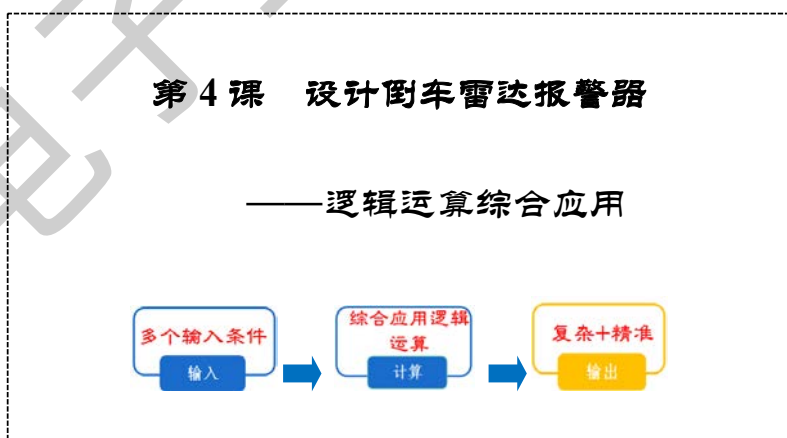 第 4 课 设计倒车雷达报警器
——逻辑运算综合应用
多个输入条件
输入
综合应用逻辑
运算
计算
复杂+精准
输出